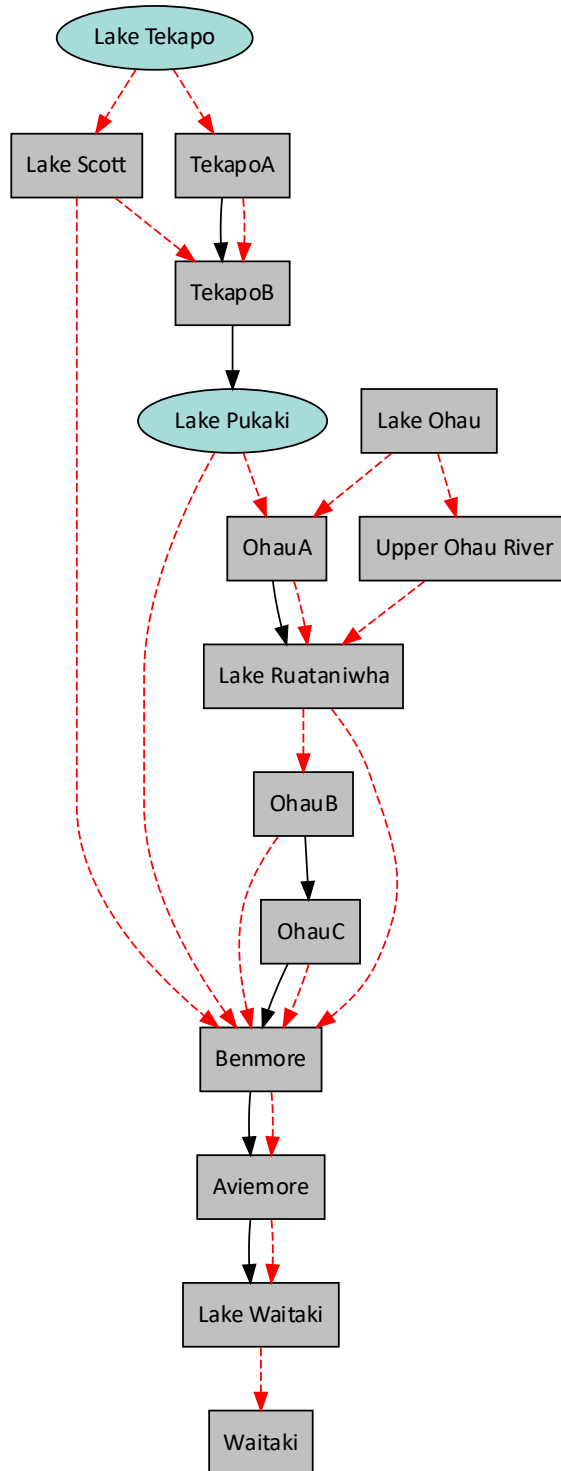 Lake Tekapo
Lake Scott
TekapoA
TekapoB
Lake Pukaki
Lake Ohau
OhauA
Upper Ohau River
Lake Ruataniwha
OhauB
OhauC
Benmore
Aviemore
Lake Waitaki
Waitaki